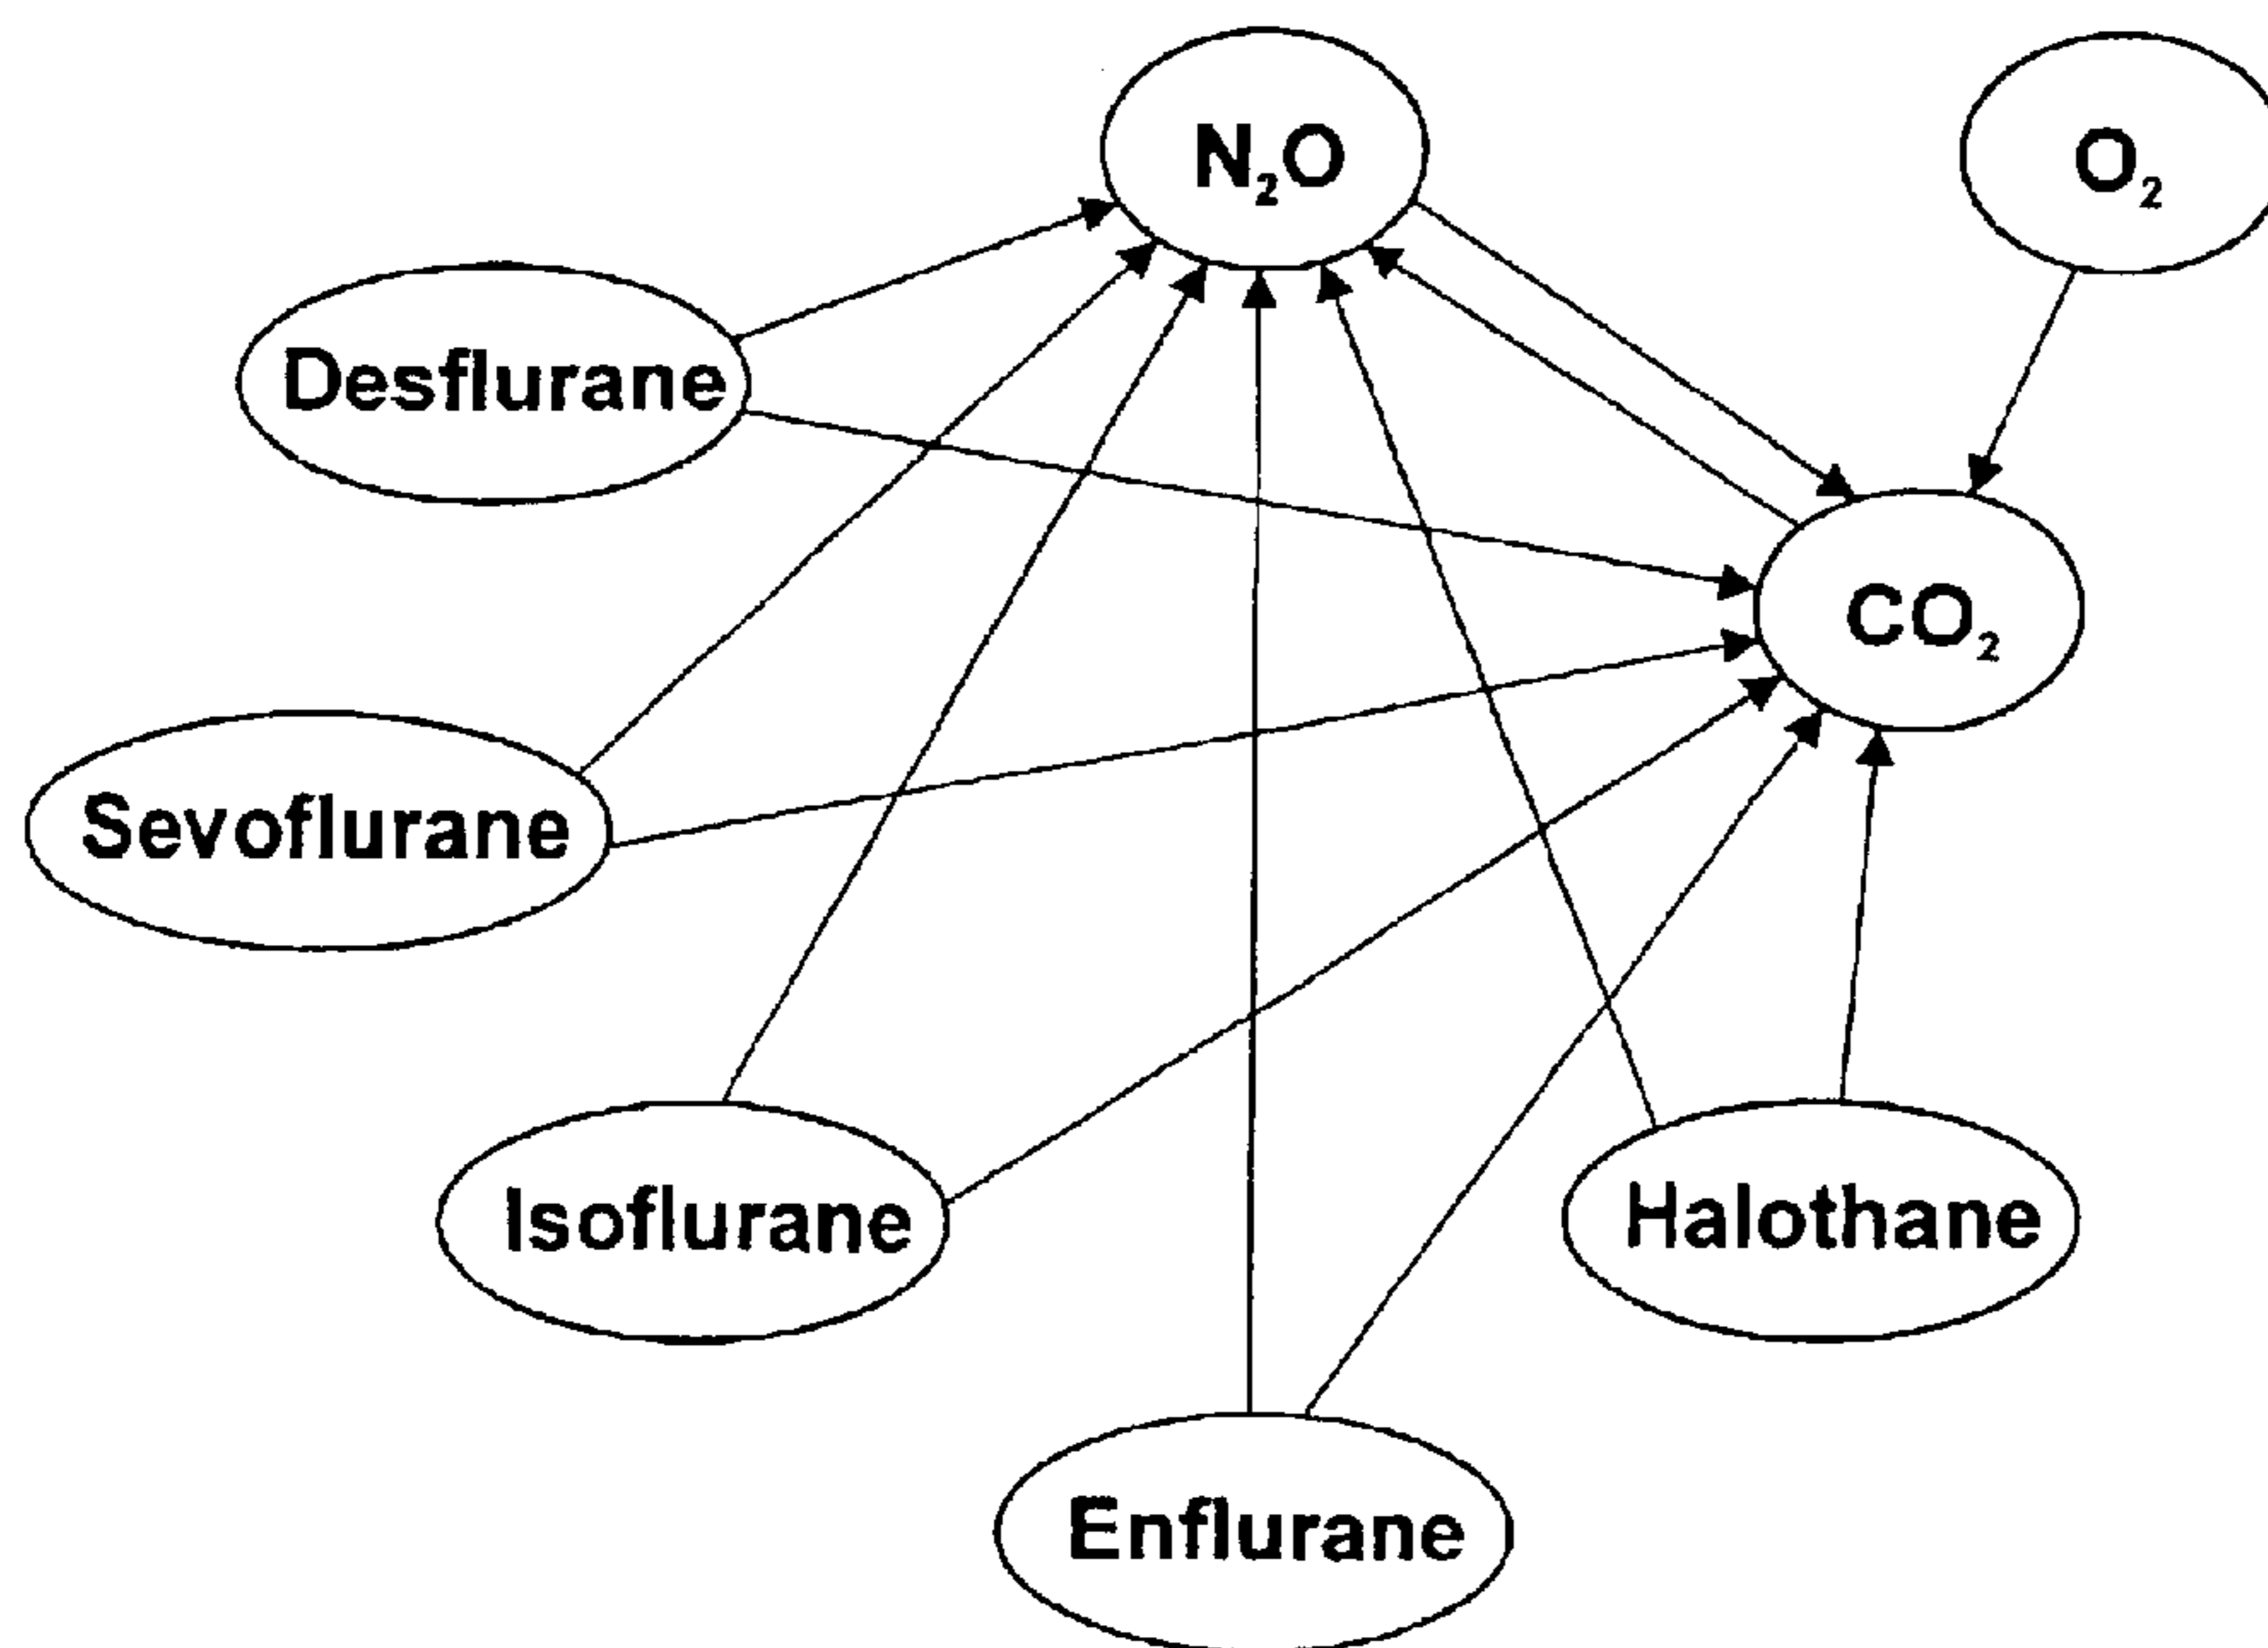 N₂O
O₂
Desflurane
CO₂
Sevoflurane
Isoflurane
Halothane
Enflurane